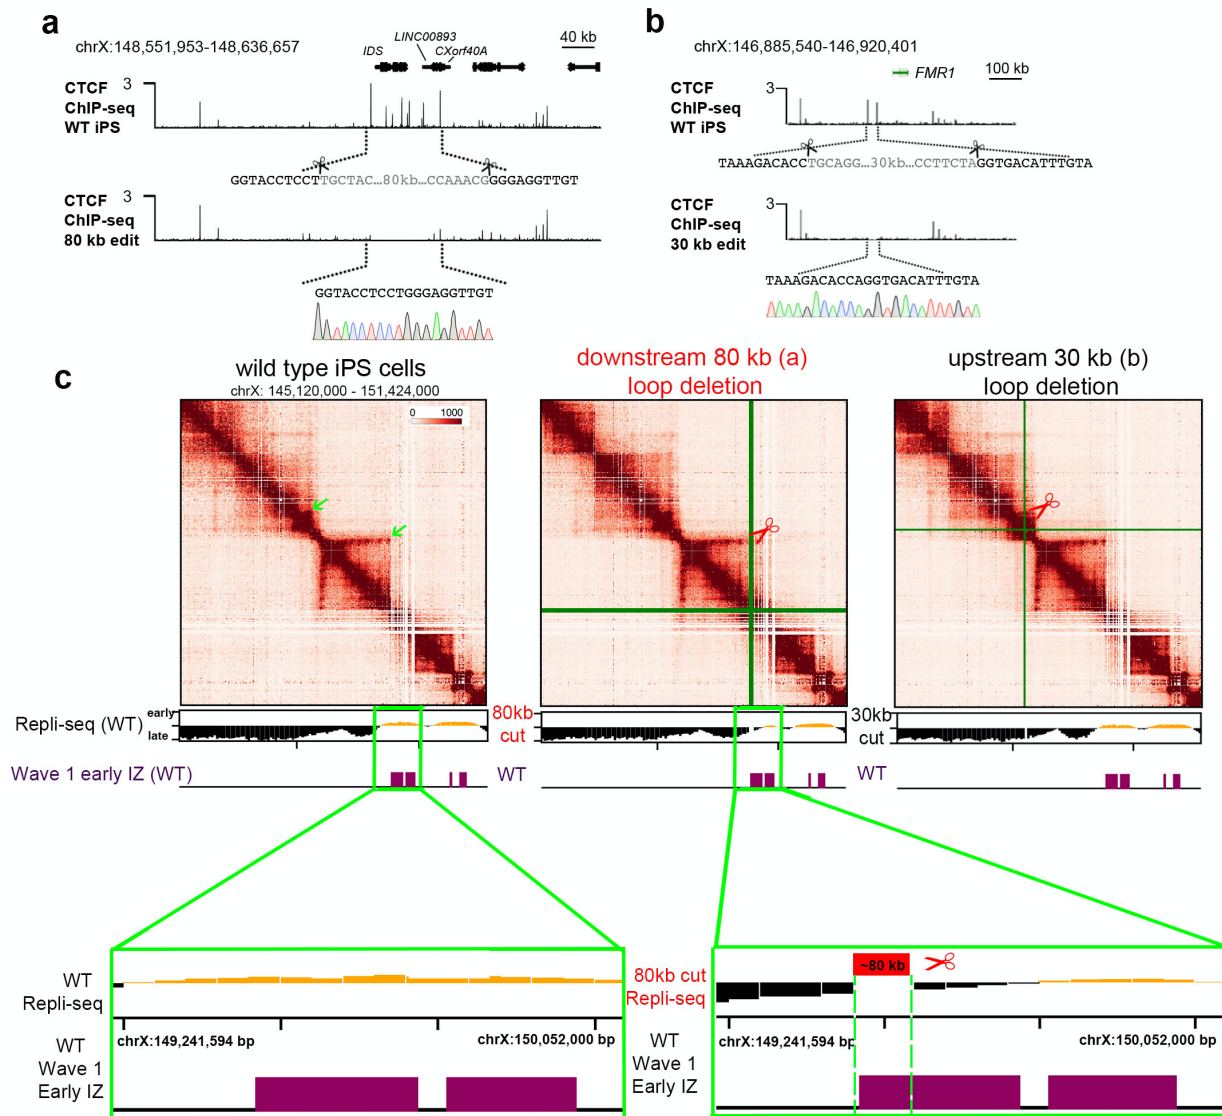 a
chrX:148,551,953-148,636,657
LINC00893
IDS
CXorf40A
40 kb
CTCF
ChIP-seq
WT iPS
3
GGTACCTCCTTGCTAC...80kb...CCAAACGGGGAGGTTGT
CTCF
ChIP-seq
80 kb edit
3
GGTACCTCCTGGGAGGTTGT
b
chrX:146,885,540-146,920,401
FMR1
100 kb
CTCF
ChIP-seq
WT iPS
3
TAAAGACACCTGCAGG...30kb...CCTTCTAGGTGACATTTGTA
CTCF
ChIP-seq
30 kb edit
3
TAAAGACACCAGGTGACATTTGTA
c
wild type iPS cells
chrX: 145,120,000 - 151,424,000
0 1000
downstream 80 kb (a)
loop deletion
upstream 30 kb (b)
loop deletion
Repli-seq (WT)
early
late
80kb
cut
30kb
cut
Wave 1 early IZ (WT)
WT
WT
WT
Repli-seq
chrX:149,241,594 bp
chrX:150,052,000 bp
WT
Wave 1
Early IZ
80kb cut
Repli-seq
~80 kb
chrX:149,241,594 bp
chrX:150,052,000 bp
WT
Wave 1
Early IZ